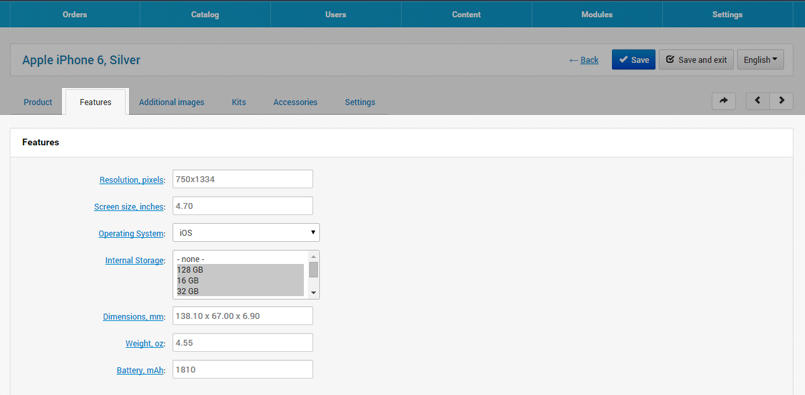 Orders Catalog Users Content Modules Settings
Apple iPhone 6, Silver ← Back Save Save and exit English
Product Features Additional images Kits Accessories Settings
Features
Resolution, pixels: 750x1334
Screen size, inches: 4.70
Operating System: iOS
Internal Storage: - none -
128 GB
16 GB
32 GB
Dimensions, mm: 138.10 x 67.00 x 6.90
Weight, oz: 4.55
Battery, mAh: 1810